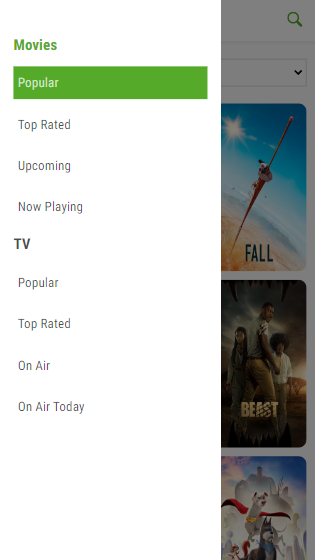 Movies
Popular
Top Rated
Upcoming
Now Playing
TV
Popular
Top Rated
On Air
On Air Today
FALL
BEAST